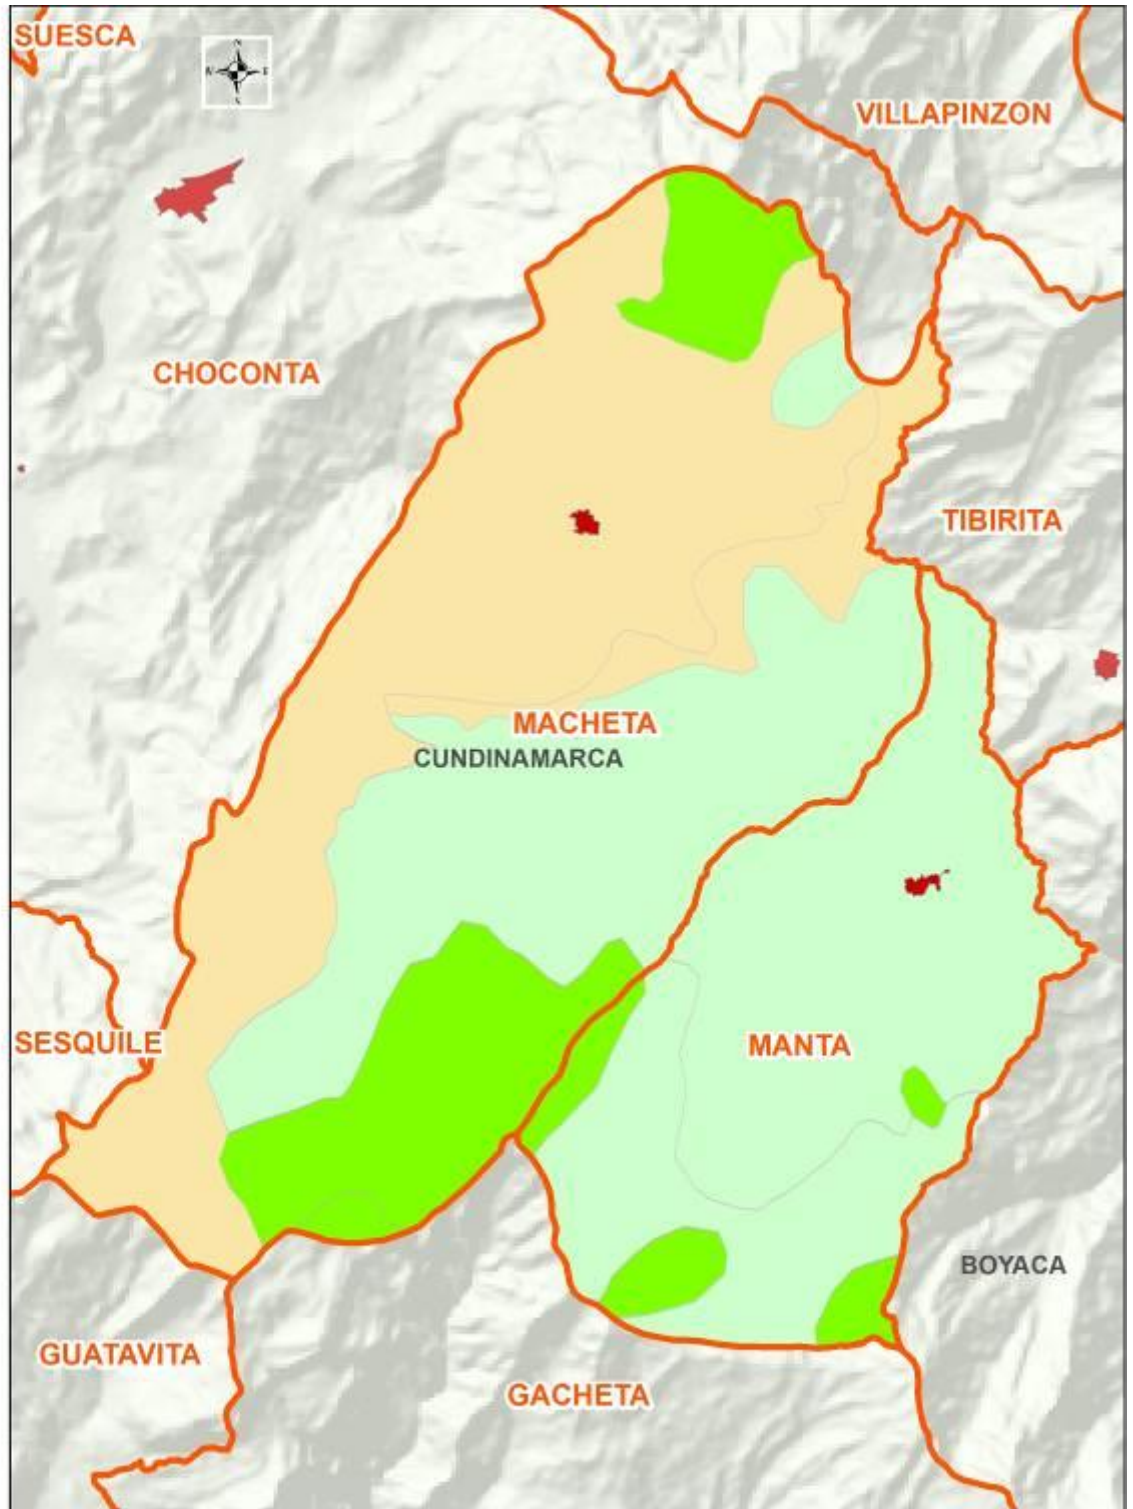 SUESCA
N
E
S
VILLAPINZON
CHOCONTA
TIBIRITA
MACHETA
CUNDINAMARCA
SESQUILE
MANTA
BOYACA
GUATAVITA
GACHETA